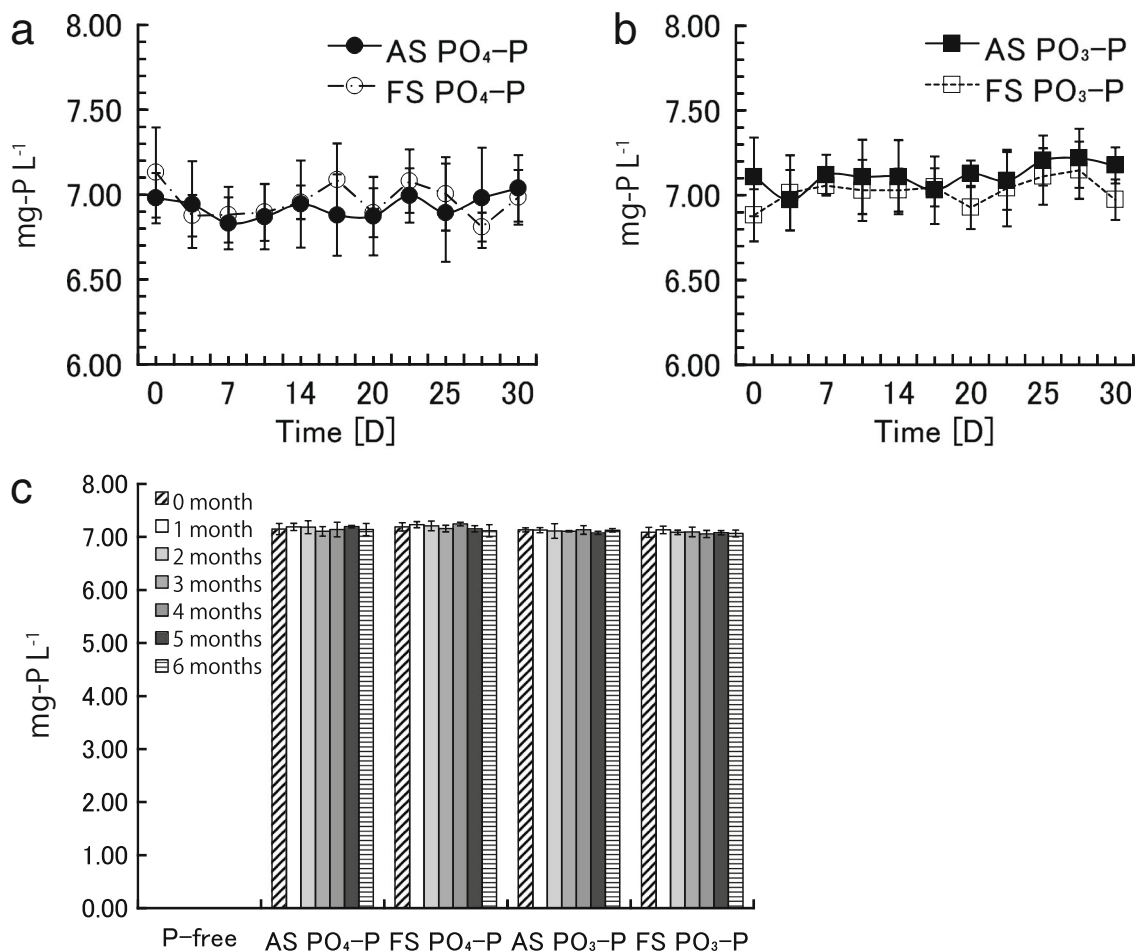 a
8.00
7.50
7.00
6.50
6.00
mg-P L⁻¹
AS PO₄-P
FS PO₄-P
0 7 14 20 25 30
Time [D]
b
8.00
7.50
7.00
6.50
6.00
mg-P L⁻¹
AS PO₃-P
FS PO₃-P
0 7 14 20 25 30
Time [D]
c
8.00
7.00
6.00
5.00
4.00
3.00
2.00
1.00
0.00
mg-P L⁻¹
0 month
1 month
2 months
3 months
4 months
5 months
6 months
P-free AS PO₄-P FS PO₄-P AS PO₃-P FS PO₃-P